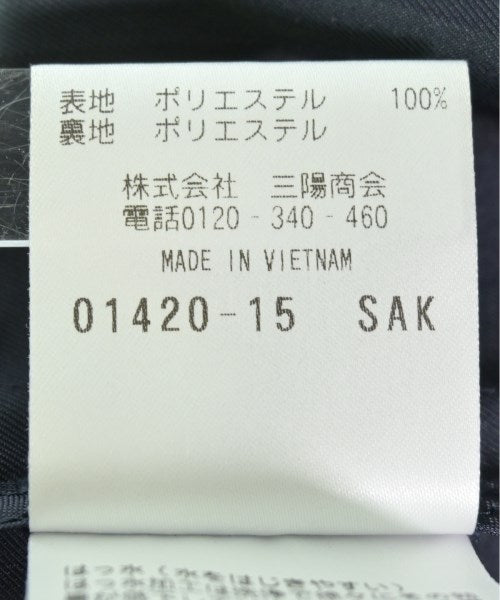 表地 ポリエステル 100%
裏地 ポリエステル
株式会社 三陽商会
電話0120-340-460
MADE IN VIETNAM
01420-15 SAK